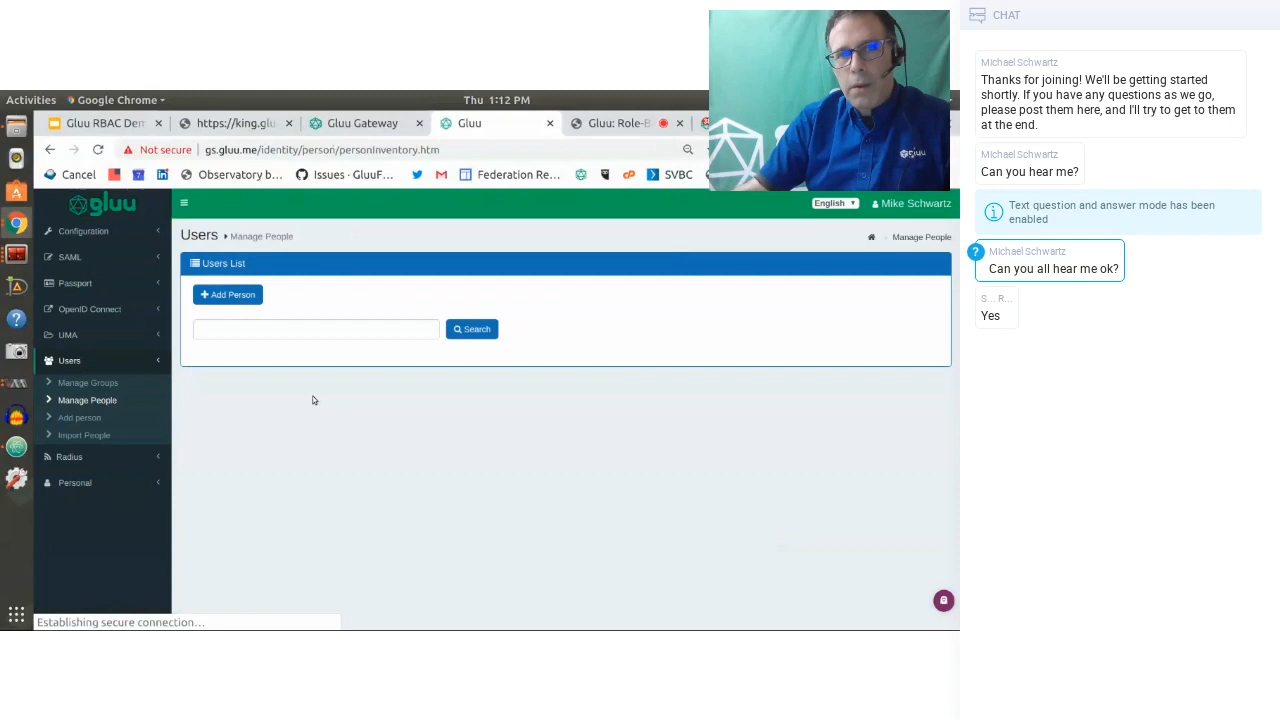 Activities
Google Chrome
Thu 1:12 PM
Gluu RBAC Dem
https://king.glu
Gluu Gateway
Gluu
Gluu: Role-B
Not secure
gs.gluu.me/identity/person/personInventory.htm
Cancel
Observatory b...
Issues · GluuF...
Federation Re...
SVBC
gluu
gluu
English
Mike Schwartz
Configuration
SAML
Passport
OpenID Connect
UMA
Users
Manage Groups
Manage People
Add person
Import People
Radius
Personal
Users
Manage People
Manage People
Users List
Add Person
Search
Establishing secure connection...
CHAT
Michael Schwartz
Thanks for joining! We'll be getting started
shortly. If you have any questions as we go,
please post them here, and I'll try to get to them
at the end.
Michael Schwartz
Can you hear me?
Text question and answer mode has been
enabled
?
Michael Schwartz
Can you all hear me ok?
S... R...
Yes